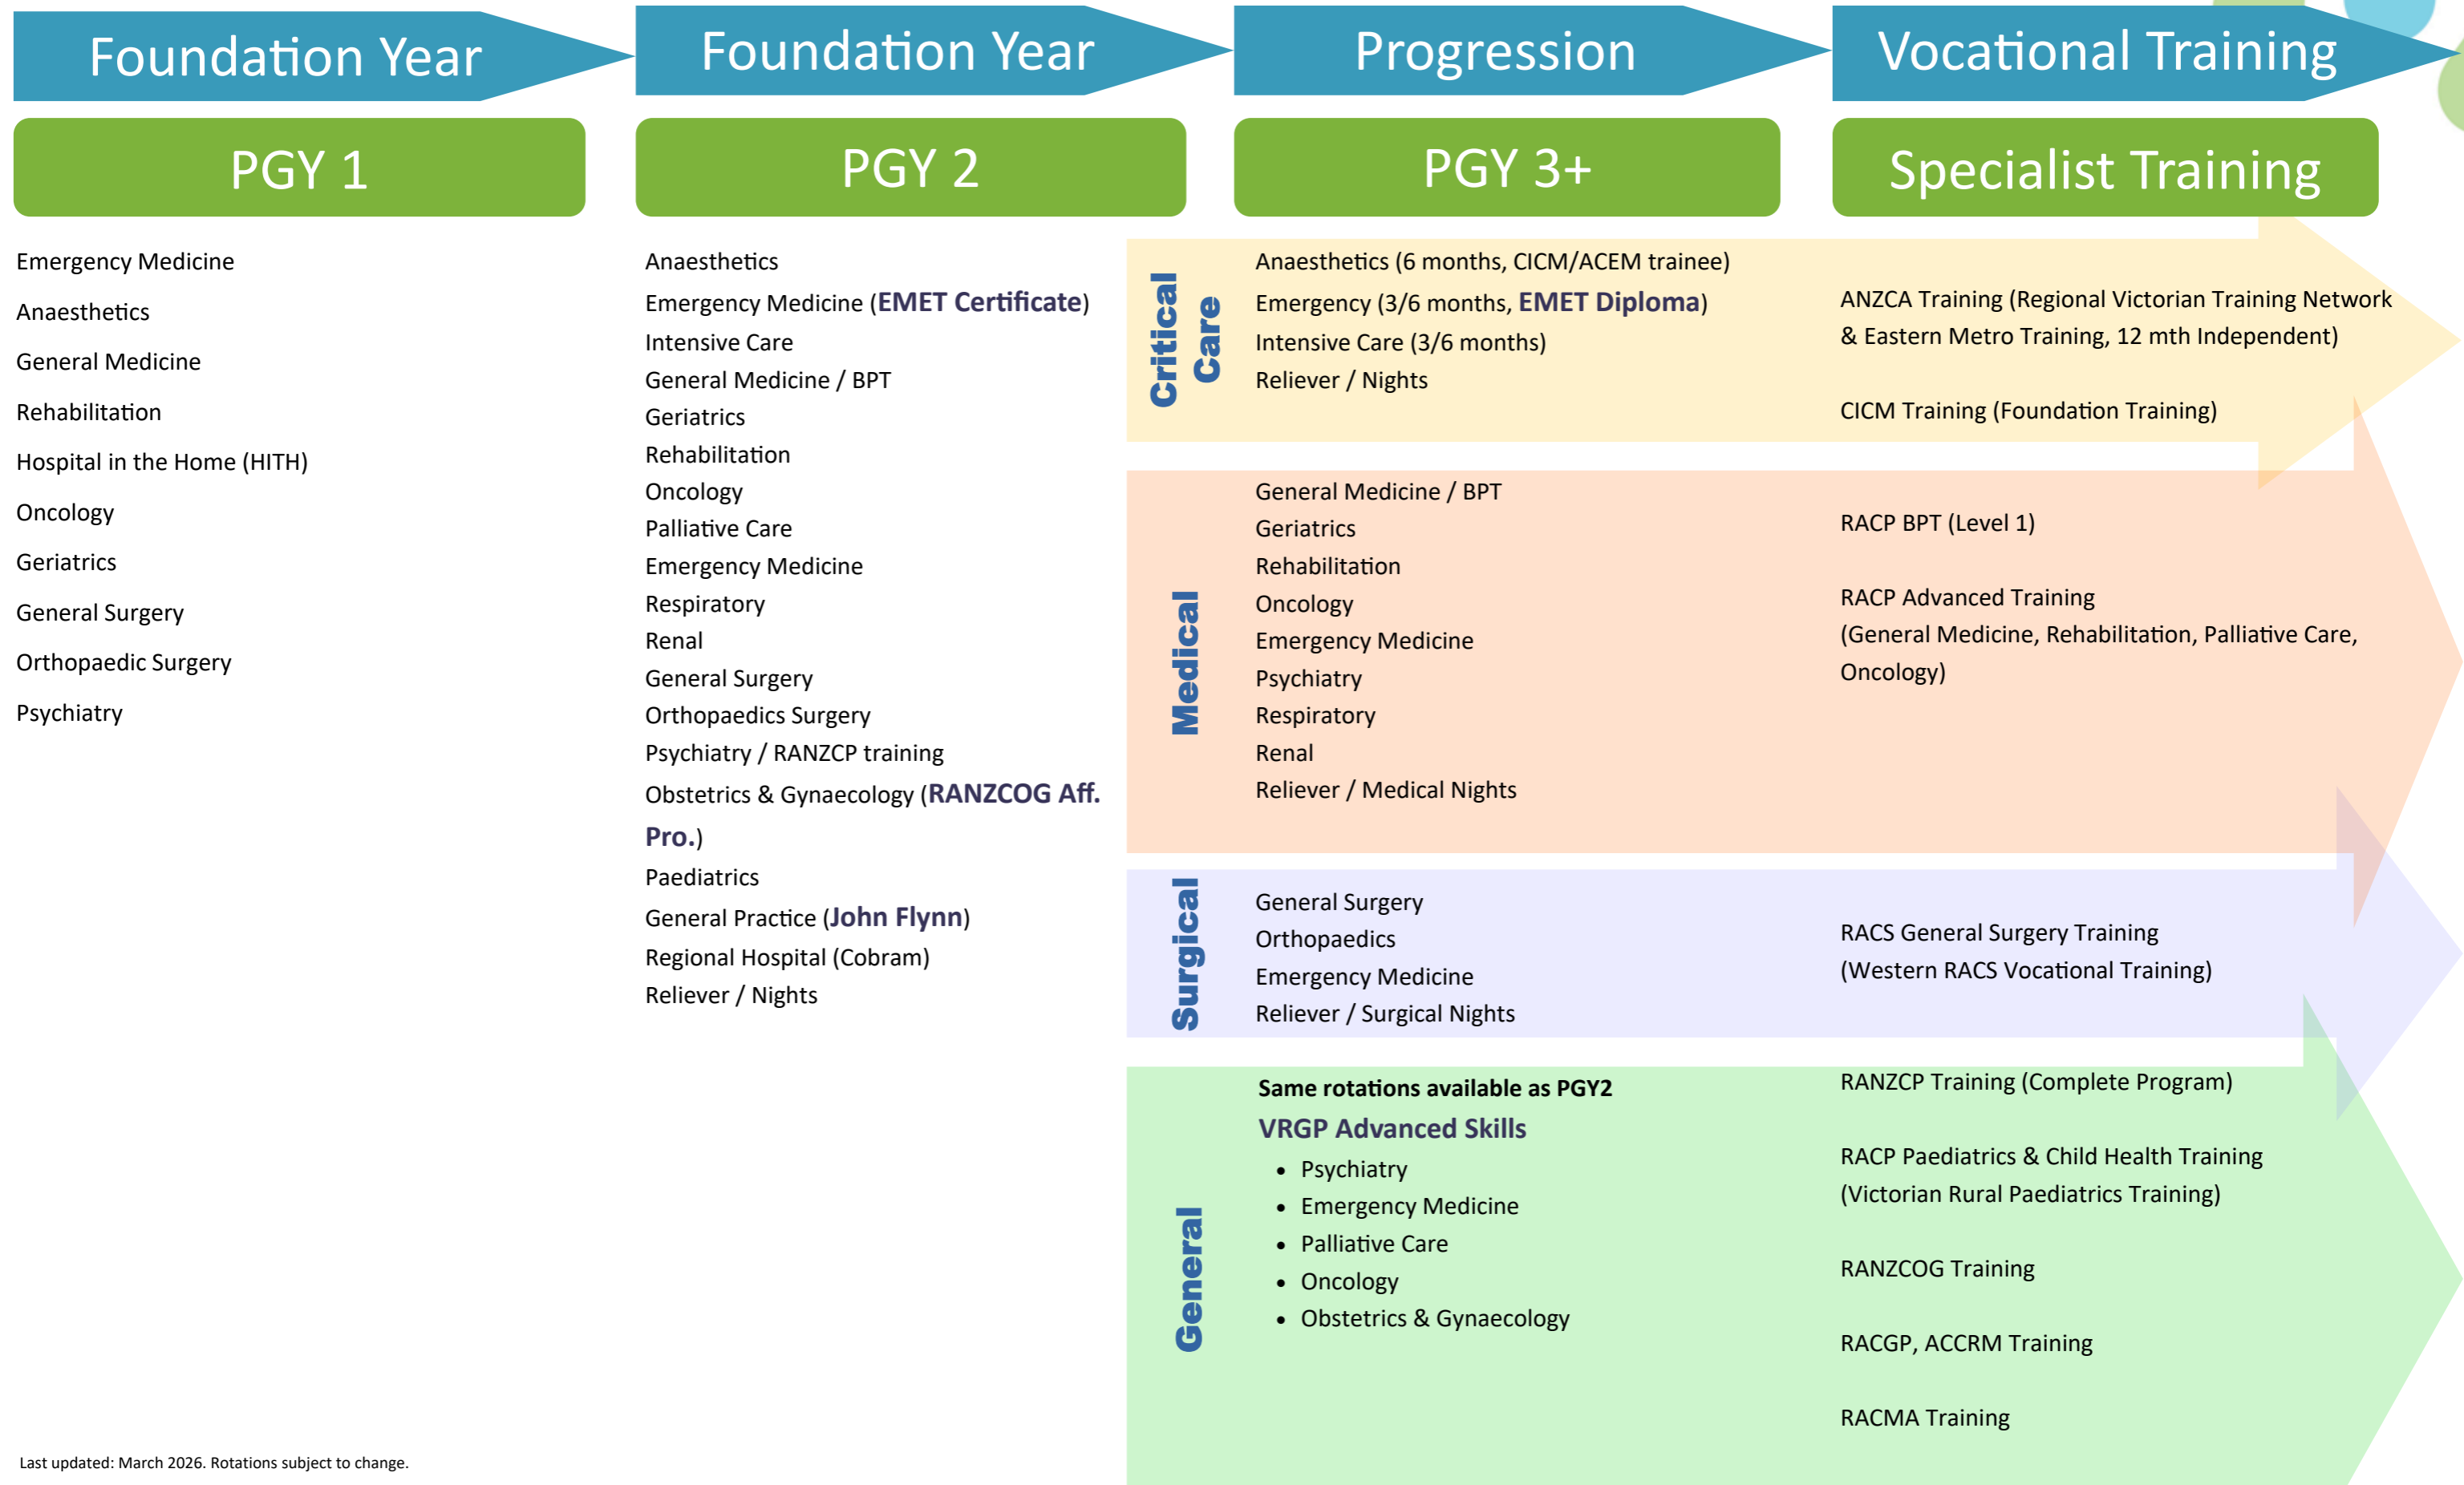 Foundation Year
Foundation Year
Progression
Vocational Training
PGY 1
PGY 2
PGY 3+
Specialist Training
Emergency Medicine
Anaesthetics
General Medicine
Rehabilitation
Hospital in the Home (HITH)
Oncology
Geriatrics
General Surgery
Orthopaedic Surgery
Psychiatry
Anaesthetics
Emergency Medicine (EMET Certificate)
Intensive Care
General Medicine / BPT
Geriatrics
Rehabilitation
Oncology
Palliative Care
Emergency Medicine
Respiratory
Renal
General Surgery
Orthopaedics Surgery
Psychiatry / RANZCP training
Obstetrics & Gynaecology (RANZCOG Aff.
Pro.)
Paediatrics
General Practice (John Flynn)
Regional Hospital (Cobram)
Reliever / Nights
Critical
Care
Anaesthetics (6 months, CICM/ACEM trainee)
Emergency (3/6 months, EMET Diploma)
Intensive Care (3/6 months)
Reliever / Nights
ANZCA Training (Regional Victorian Training Network
& Eastern Metro Training, 12 mth Independent)
CICM Training (Foundation Training)
Medical
General Medicine / BPT
Geriatrics
Rehabilitation
Oncology
Emergency Medicine
Psychiatry
Respiratory
Renal
Reliever / Medical Nights
RACP BPT (Level 1)
RACP Advanced Training
(General Medicine, Rehabilitation, Palliative Care,
Oncology)
Surgical
General Surgery
Orthopaedics
Emergency Medicine
Reliever / Surgical Nights
RACS General Surgery Training
(Western RACS Vocational Training)
General
Same rotations available as PGY2
VRGP Advanced Skills
• Psychiatry
• Emergency Medicine
• Palliative Care
• Oncology
• Obstetrics & Gynaecology
RANZCP Training (Complete Program)
RACP Paediatrics & Child Health Training
(Victorian Rural Paediatrics Training)
RANZCOG Training
RACGP, ACCRM Training
RACMA Training
Last updated: March 2026. Rotations subject to change.